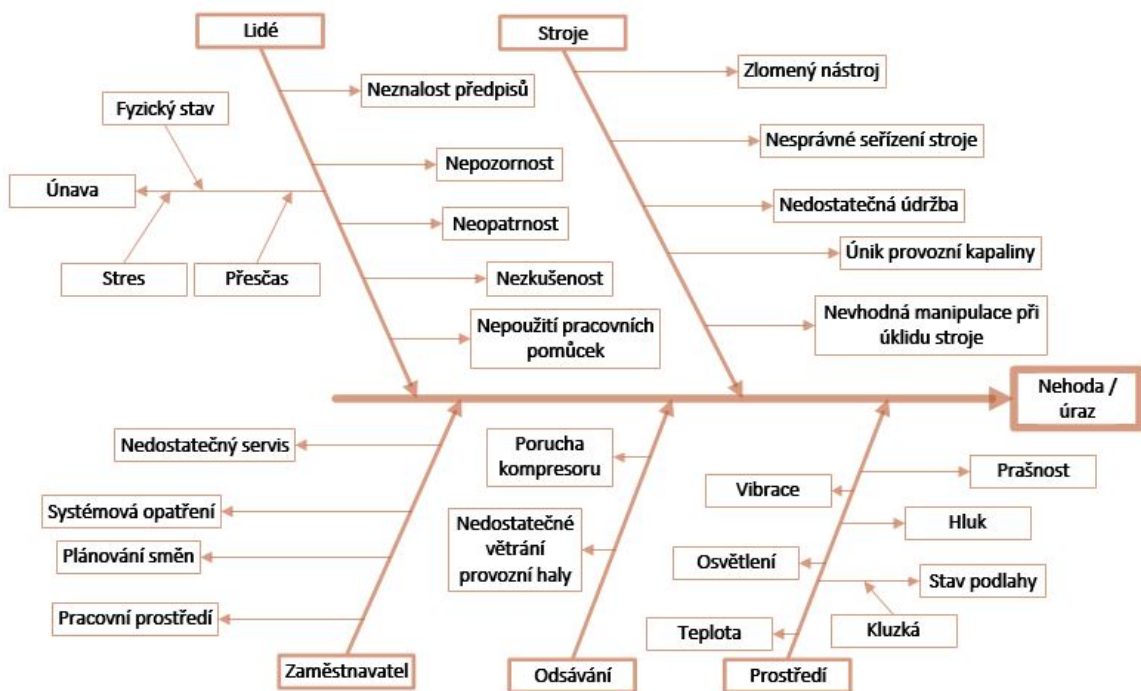 Lidé
Stroje
Neznalost předpisů
Zlomený nástroj
Fyzický stav
Nesprávné seřízení stroje
Nepozornost
Únava
Nedostatečná údržba
Neopatrnost
Únik provozní kapaliny
Stres
Přesčas
Nezkušenost
Nepoužití pracovních
pomůcek
Nevhodná manipulace při
úklidu stroje
Nehoda /
úraz
Nedostatečný servis
Porucha
kompresoru
Prašnost
Vibrace
Systémová opatření
Nedostatečné
větrání
provozní haly
Hluk
Plánování směn
Osvětlení
Stav podlahy
Pracovní prostředí
Teplota
Kluzká
Zaměstnavatel
Odsávání
Prostředí